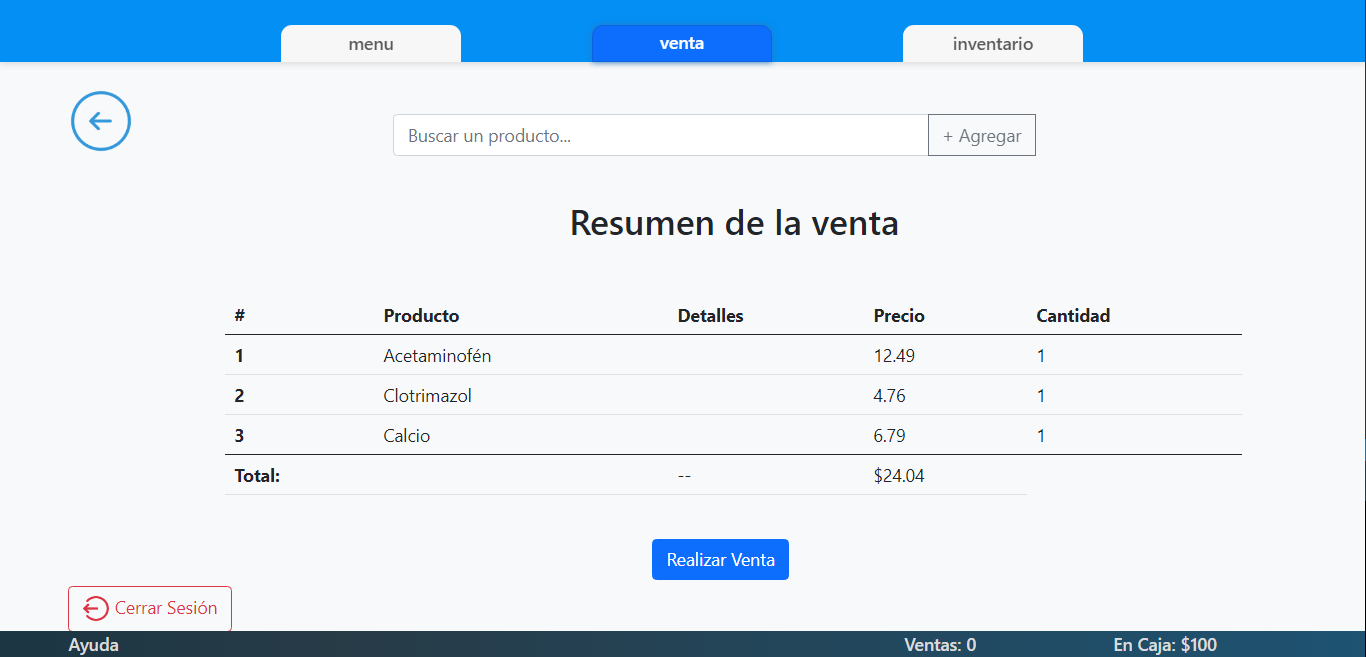 menu venta inventario
Buscar un producto... + Agregar
Resumen de la venta
# Producto Detalles Precio Cantidad
1 Acetaminofén 12.49 1
2 Clotrimazol 4.76 1
3 Calcio 6.79 1
Total: -- $24.04
Realizar Venta
Cerrar Sesión
Ayuda Ventas: 0 En Caja: $100